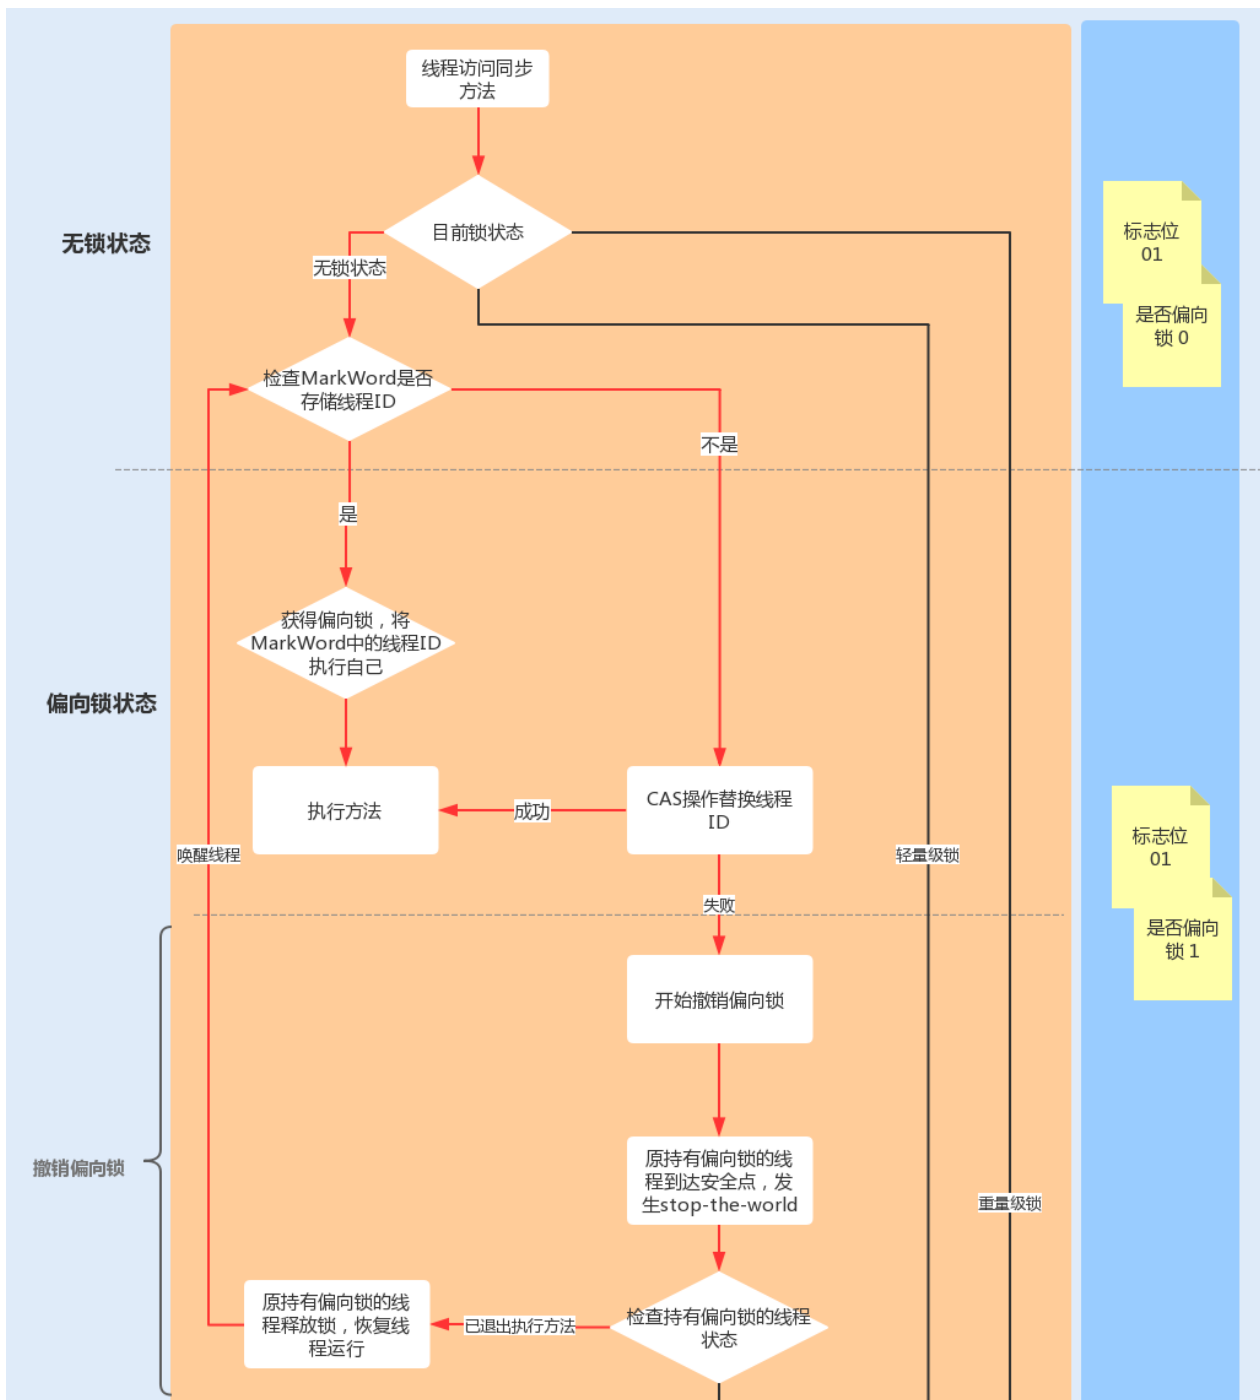 线程访问同步
方法
目前锁状态
无锁状态
无锁状态
标志位
01
是否偏向
锁 0
检查MarkWord是否
存储线程ID
不是
是
获得偏向锁，将
MarkWord中的线程ID
执行自己
偏向锁状态
执行方法
成功
CAS操作替换线程
ID
标志位
01
是否偏向
锁 1
唤醒线程
轻量级锁
失败
开始撤销偏向锁
撤销偏向锁
原持有偏向锁的线
程到达安全点，发
生stop-the-world
重量级锁
检查持有偏向锁的线程
状态
已退出执行方法
原持有偏向锁的线
程释放锁，恢复线
程运行